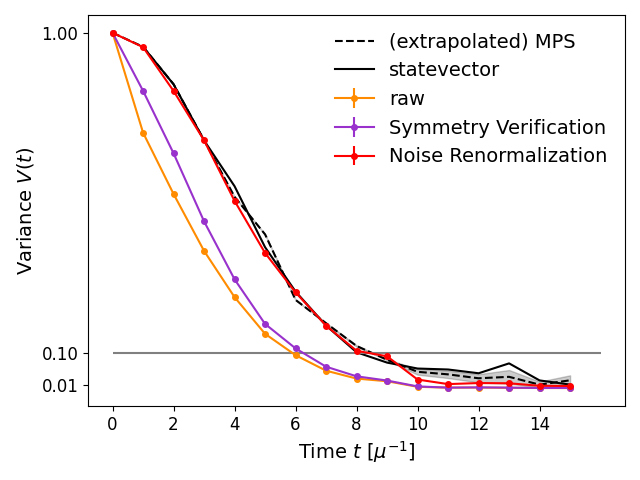 1.00
0.10
0.01
Variance V(t)
(extrapolated) MPS
statevector
raw
Symmetry Verification
Noise Renormalization
0 2 4 6 8 10 12 14
Time t [μ⁻¹]